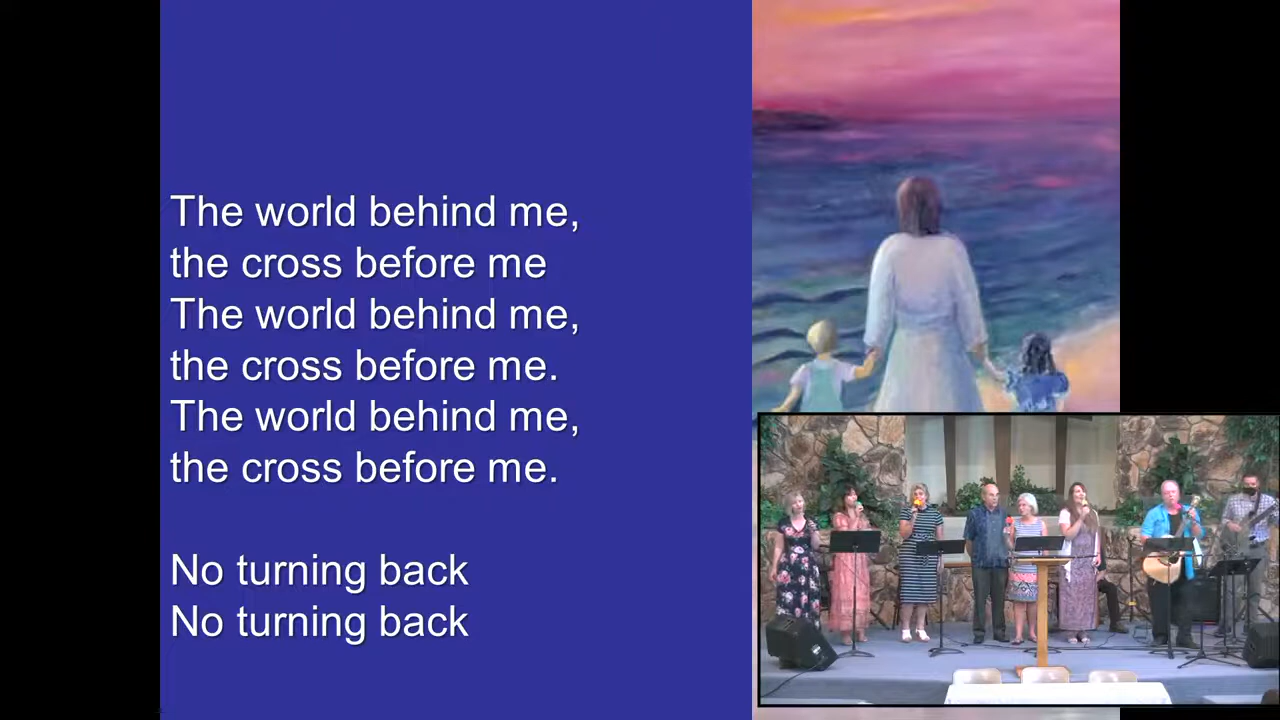 The world behind me,
the cross before me
The world behind me,
the cross before me.
The world behind me,
the cross before me.
No turning back
No turning back